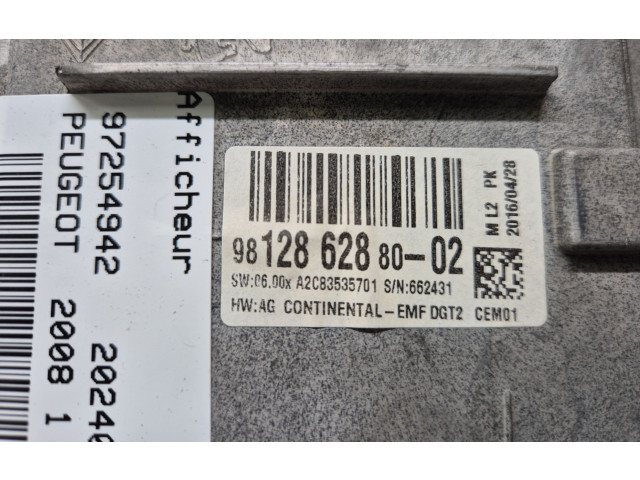 Afficheur
97254942 20240
PEUGEOT 2008 1
98 128 628 80-02
SW:06.00x A2C83535701 S/N:662431
HW:AG CONTINENTAL-EMF DGT2 CEM01
M L2 PK
2016/04/28